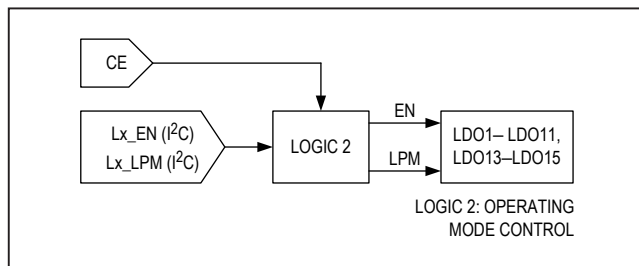 CE
Lx_EN (I²C)
Lx_LPM (I²C)
LOGIC 2
EN
LPM
LDO1– LDO11,
LDO13–LDO15
LOGIC 2: OPERATING
MODE CONTROL